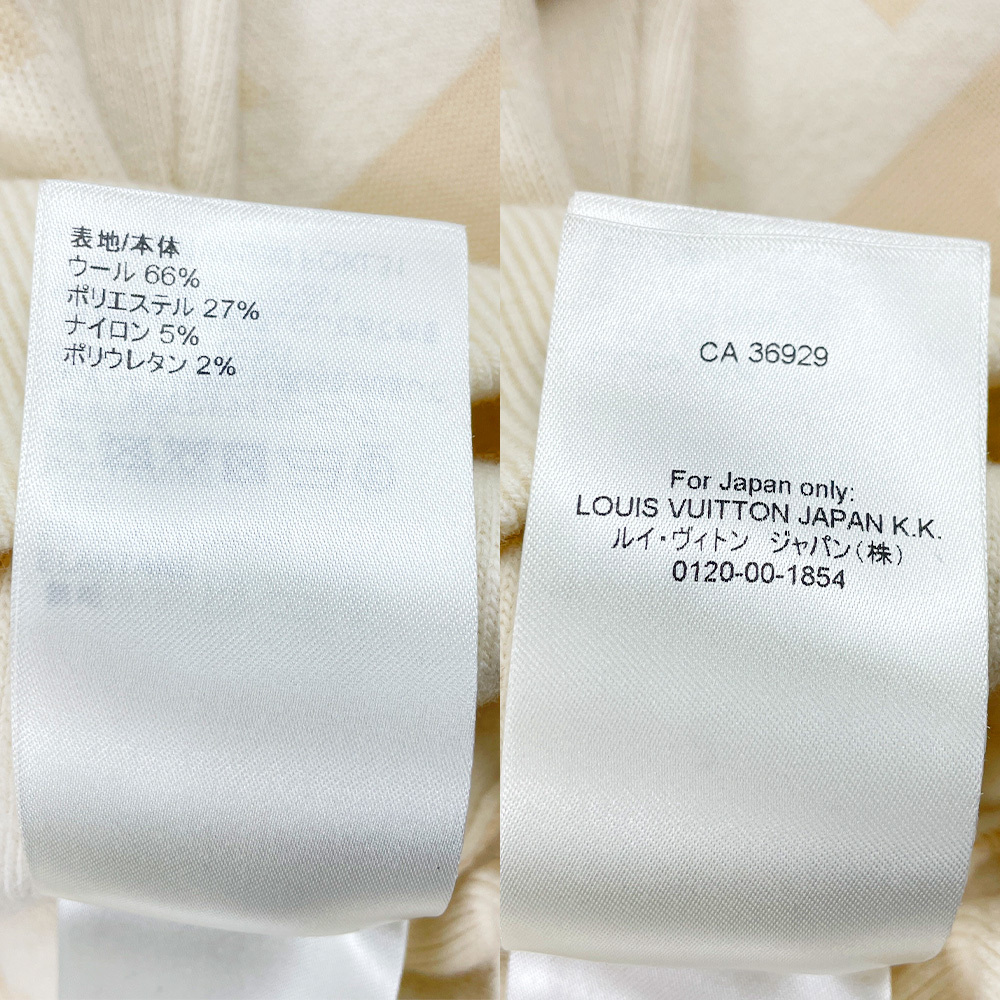 表地/本体
ウール 66%
ポリエステル 27%
ナイロン 5%
ポリウレタン 2%
CA 36929
For Japan only:
LOUIS VUITTON JAPAN K.K.
ルイ・ヴィトン　ジャパン(株)
0120-00-1854